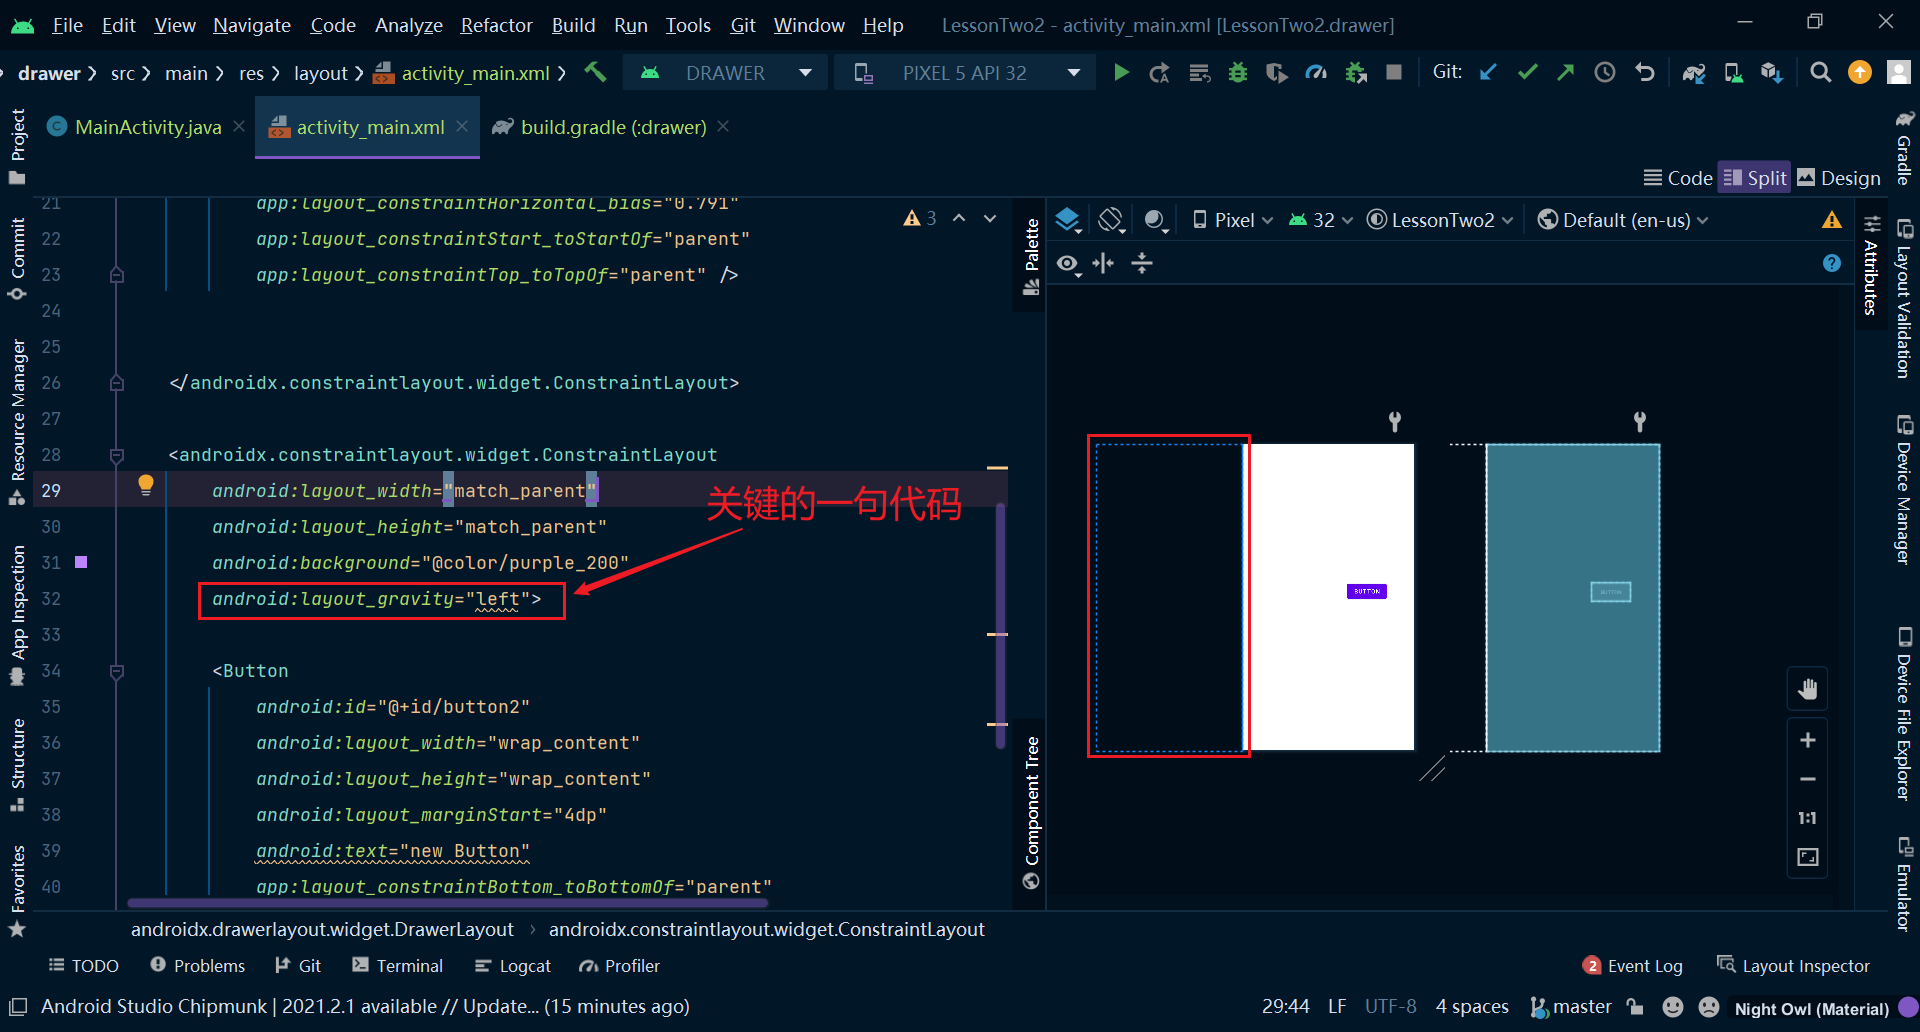 File Edit View Navigate Code Analyze Refactor Build Run Tools Git Window Help LessonTwo2 - activity_main.xml [LessonTwo2.drawer]
drawer src main res layout activity_main.xml DRAWER PIXEL 5 API 32 Git:
MainActivity.java activity_main.xml build.gradle (:drawer)
Code Split Design
21 app:layout_constraintHorizontal_bias="0.791"
22 app:layout_constraintStart_toStartOf="parent"
23 app:layout_constraintTop_toTopOf="parent" />
24
25
26 </androidx.constraintlayout.widget.ConstraintLayout>
27
28 <androidx.constraintlayout.widget.ConstraintLayout
29 android:layout_width="match_parent"
30 android:layout_height="match_parent"
31 android:background="@color/purple_200"
32 android:layout_gravity="left">
33
34 <Button
35 android:id="@+id/button2"
36 android:layout_width="wrap_content"
37 android:layout_height="wrap_content"
38 android:layout_marginStart="4dp"
39 android:text="new Button"
40 app:layout_constraintBottom_toBottomOf="parent"
关键的一句代码
3
Pixel 32 LessonTwo2 Default (en-us)
BUTTON
BUTTON
1:1
Project
Commit
Resource Manager
App Inspection
Structure
Favorites
Palette
Component Tree
Attributes
Gradle
Layout Validation
Device Manager
Device File Explorer
Emulator
androidx.drawerlayout.widget.DrawerLayout androidx.constraintlayout.widget.ConstraintLayout
TODO Problems Git Terminal Logcat Profiler 2 Event Log Layout Inspector
Android Studio Chipmunk | 2021.2.1 available // Update... (15 minutes ago) 29:44 LF UTF-8 4 spaces master Night Owl (Material)